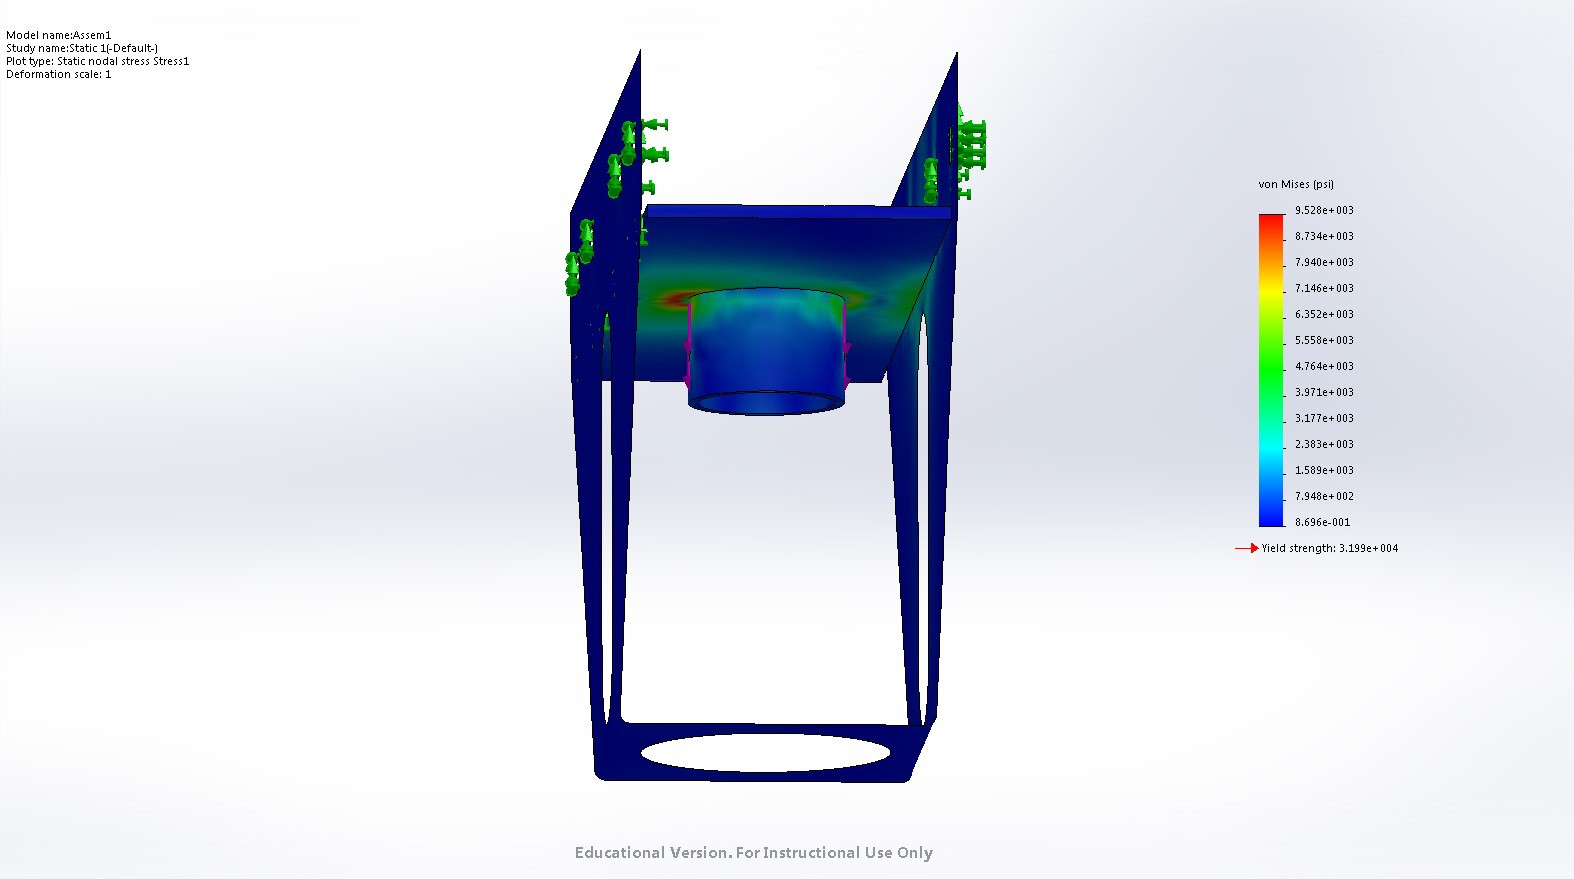 Model name:Assem1
Study name:Static 1(-Default-)
Plot type: Static nodal stress Stress1
Deformation scale: 1
von Mises (psi)
9.528e+003
8.734e+003
7.940e+003
7.146e+003
6.352e+003
5.558e+003
4.764e+003
3.971e+003
3.177e+003
2.383e+003
1.589e+003
7.948e+002
8.696e-001
Yield strength: 3.199e+004
Educational Version. For Instructional Use Only